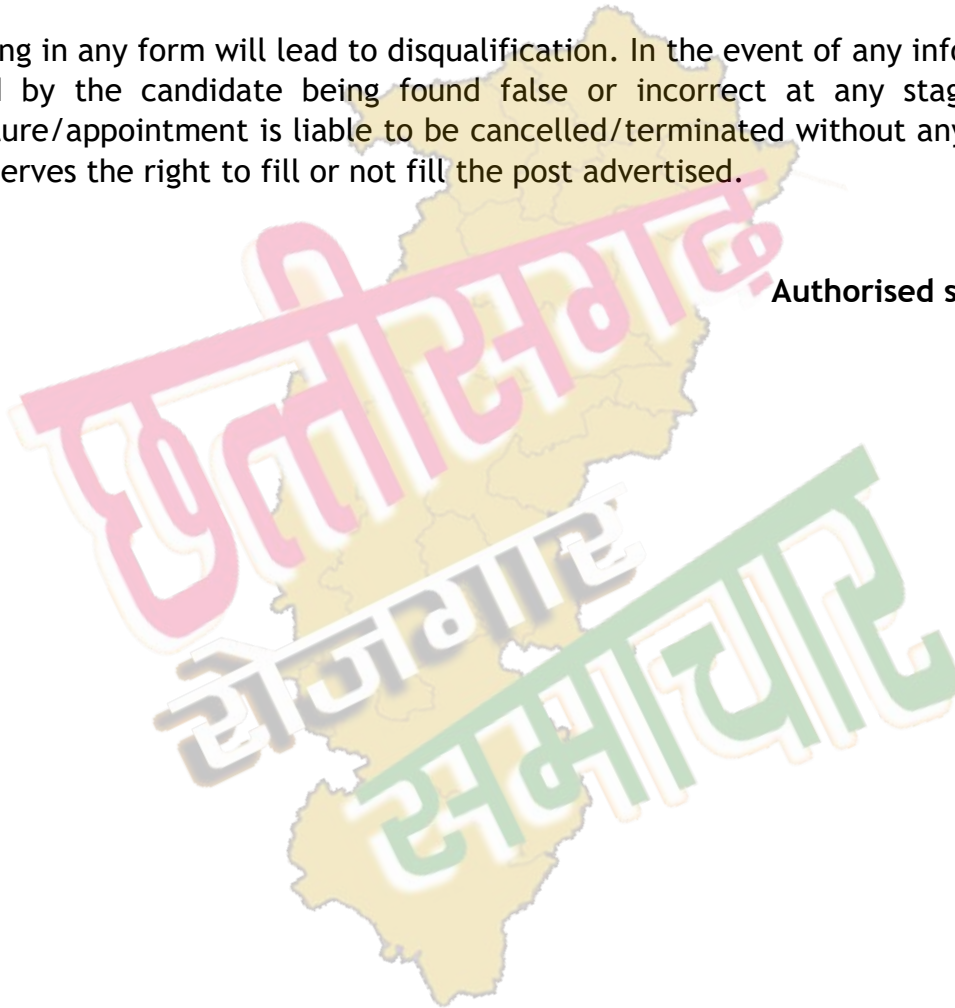 ng in any form will lead to disqualification. In the event of any info
d by the candidate being found false or incorrect at any stag
ure/appointment is liable to be cancelled/terminated without any
serves the right to fill or not fill the post advertised.
Authorised s
छत्तीसगढ़
रोजगार
समाचार